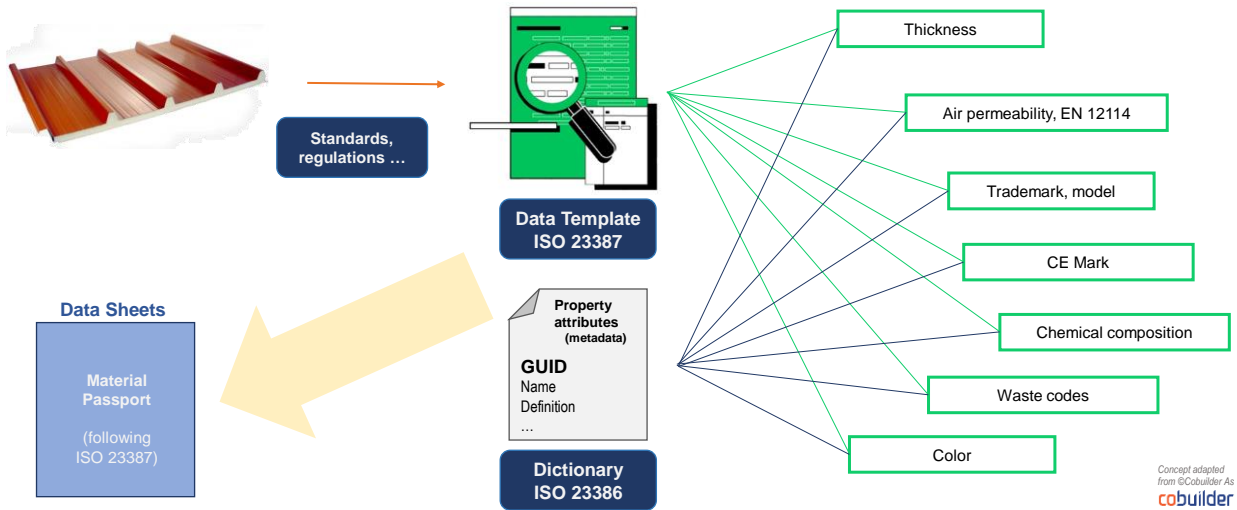 Standards,
regulations …
Data Template
ISO 23387
Thickness
Air permeability, EN 12114
Trademark, model
CE Mark
Chemical composition
Waste codes
Color
Property
attributes
(metadata)
GUID
Name
Definition
…
Dictionary
ISO 23386
Data Sheets
Material
Passport
(following
ISO 23387)
Concept adapted
from ©Cobuilder As
cobuilder